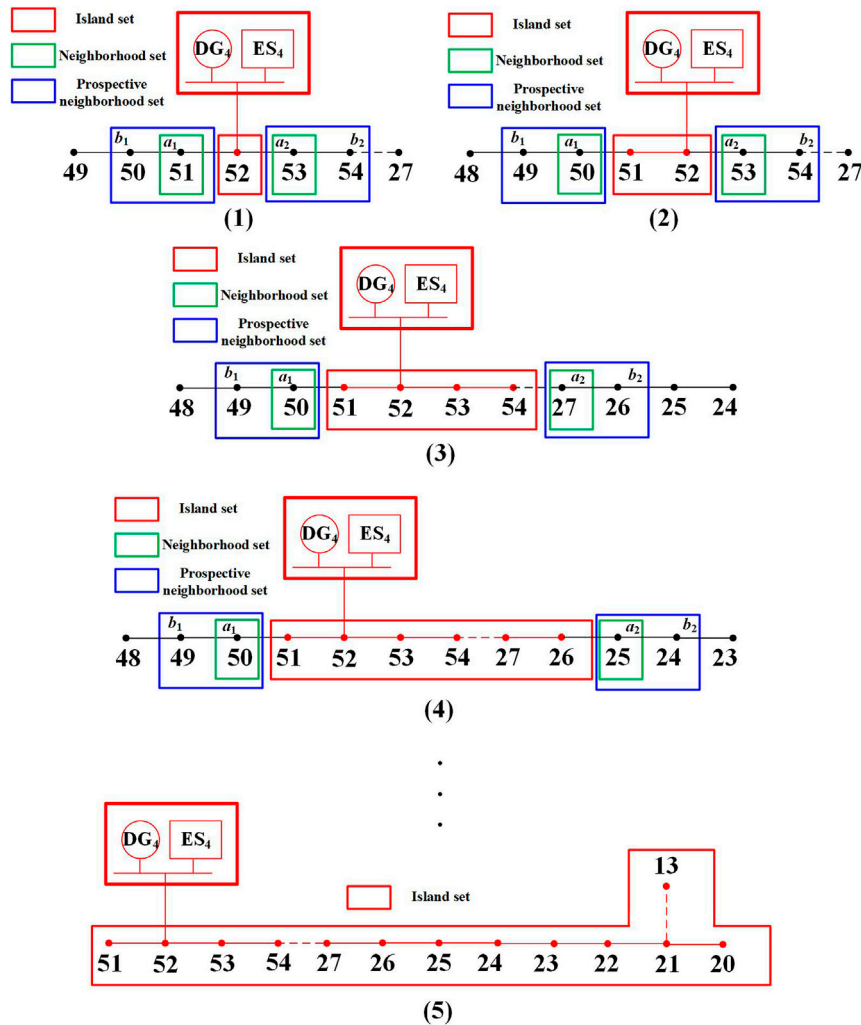 Island set
Neighborhood set
Prospective
neighborhood set
DG4 ES4
b1 a1 a2 b2
49 50 51 52 53 54 27
(1)
Island set
Neighborhood set
Prospective
neighborhood set
DG4 ES4
b1 a1 a2 b2
48 49 50 51 52 53 54 27
(2)
Island set
Neighborhood set
Prospective
neighborhood set
DG4 ES4
b1 a1 a2 b2
48 49 50 51 52 53 54 27 26 25 24
(3)
Island set
Neighborhood set
Prospective
neighborhood set
DG4 ES4
b1 a1 a2 b2
48 49 50 51 52 53 54 27 26 25 24 23
(4)
DG4 ES4
Island set
13
51 52 53 54 27 26 25 24 23 22 21 20
(5)